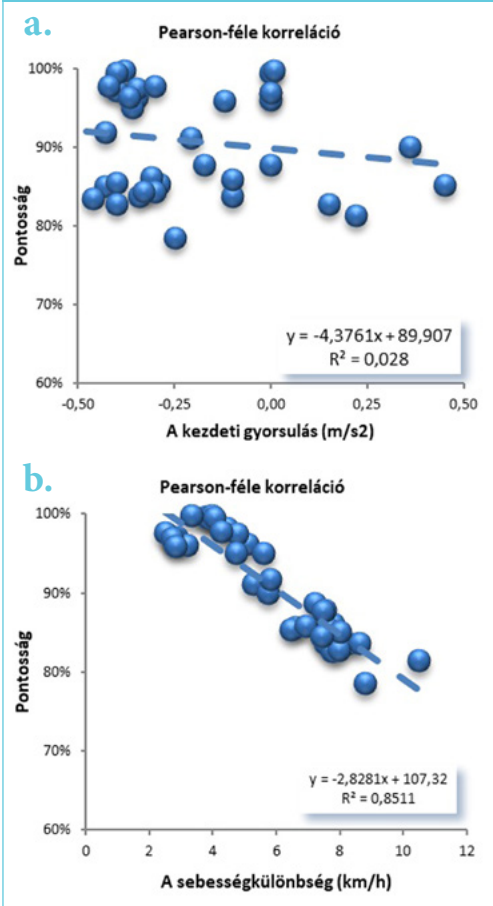 a.
Pearson-féle korreláció
100%
90%
80%
70%
60%
Pontosság
y = -4,3761x + 89,907
R² = 0,028
-0,50 -0,25 0,00 0,25 0,50
A kezdeti gyorsulás (m/s2)
b.
Pearson-féle korreláció
100%
90%
80%
70%
60%
Pontosság
y = -2,8281x + 107,32
R² = 0,8511
0 2 4 6 8 10 12
A sebességkülönbség (km/h)